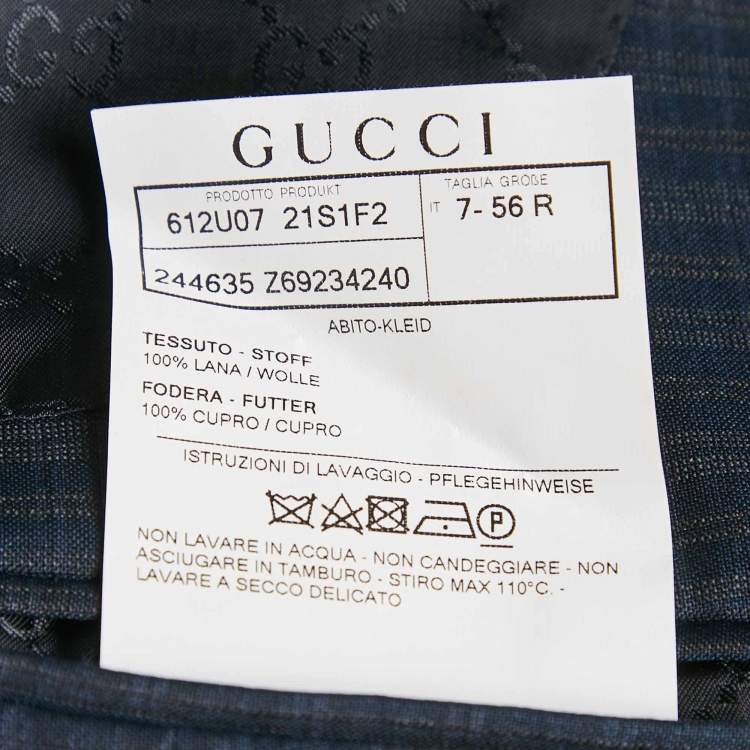 GUCCI
PRODOTTO PRODUKT
612U07 21S1F2
244635 Z69234240
TAGLIA GRÖBE
IT 7- 56 R
ABITO-KLEID
TESSUTO - STOFF
100% LANA / WOLLE
FODERA - FUTTER
100% CUPRO / CUPRO
ISTRUZIONI DI LAVAGGIO - PFLEGEHINWEISE
P
NON LAVARE IN ACQUA - NON CANDEGGIARE - NON
ASCIUGARE IN TAMBURO - STIRO MAX 110°C. -
LAVARE A SECCO DELICATO